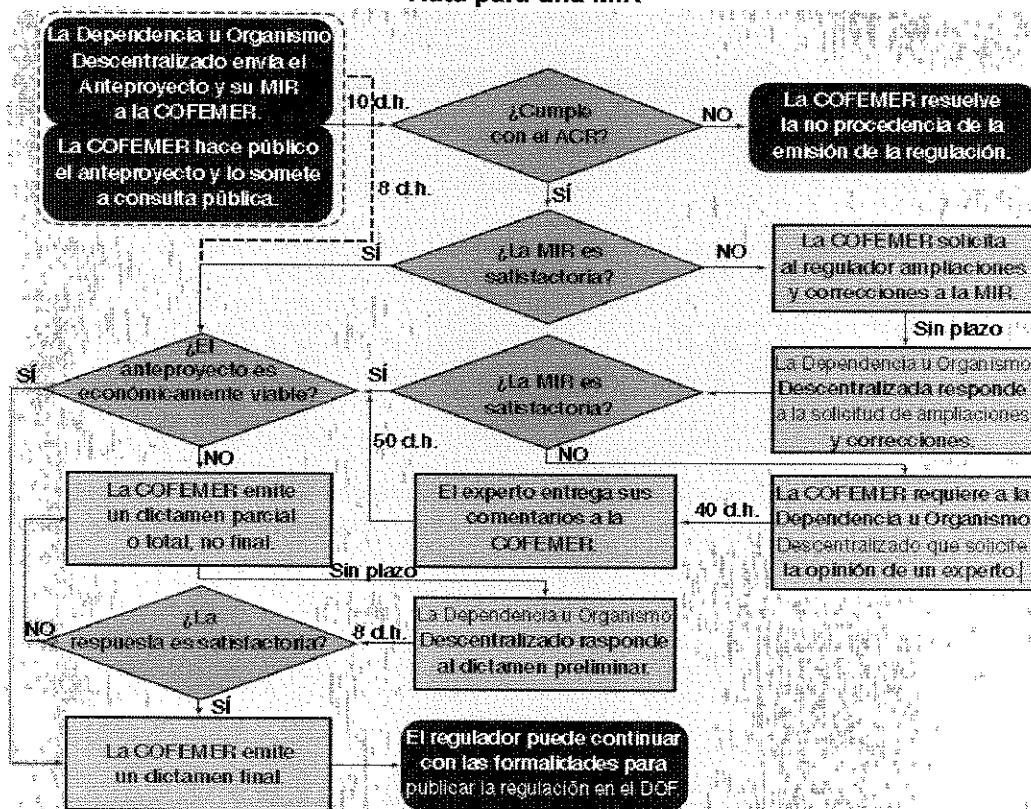 La Dependencia u Organismo
Descentralizado envía el
Anteproyecto y su MIR
a la COFEMER.
La COFEMER hace público
el anteproyecto y lo somete
a consulta pública.
10 d.h.
8 d.h.
¿Cumple
con el ACR?
NO
La COFEMER resuelve
la no procedencia de la
emisión de la regulación.
SÍ
¿La MIR es
satisfactoria?
SÍ
NO
La COFEMER solicita
al regulador ampliaciones
y correcciones a la MIR.
Sin plazo
La Dependencia u Organismo
Descentralizada responde
a la solicitud de ampliaciones
y correcciones.
¿La MIR es
satisfactoria?
SÍ
NO
¿El
anteproyecto es
económicamente viable?
SÍ
NO
50 d.h.
La COFEMER requiere a la
Dependencia u Organismo
Descentralizado que solicite
la opinión de un experto.
40 d.h.
El experto entrega sus
comentarios a la
COFEMER
La COFEMER emite
un dictamen parcial
o total, no final.
Sin plazo
La Dependencia u Organismo
Descentralizado rasponde
al dictamen preliminar.
8 d.h.
¿La
respuesta es satisfactoria?
NO
SÍ
La COFEMER emite
un dictamen final
El regulador puede continuar
con las formalidades para
publicar la regulación en el DOF.